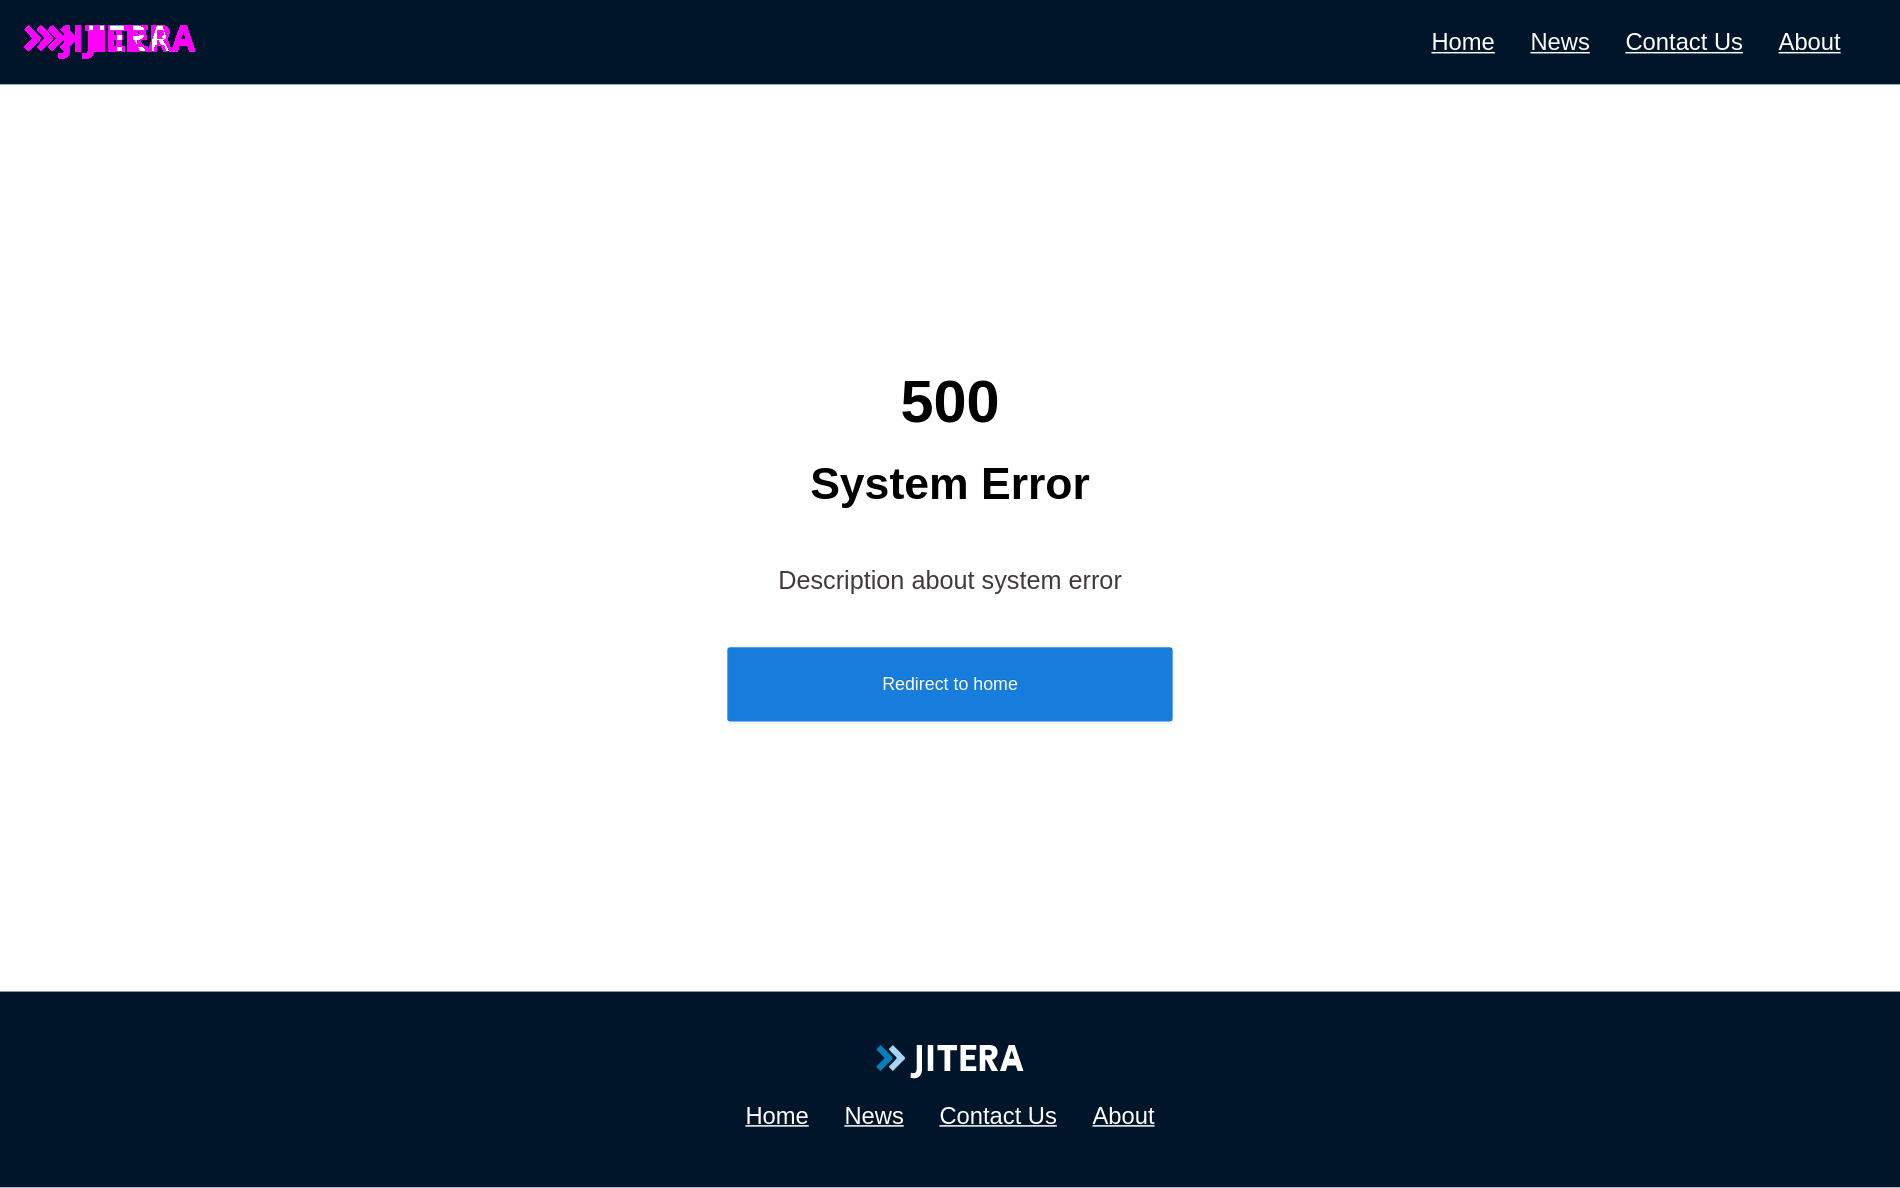 JITERA
Home News Contact Us About
500
System Error
Description about system error
Redirect to home
JITERA
Home News Contact Us About